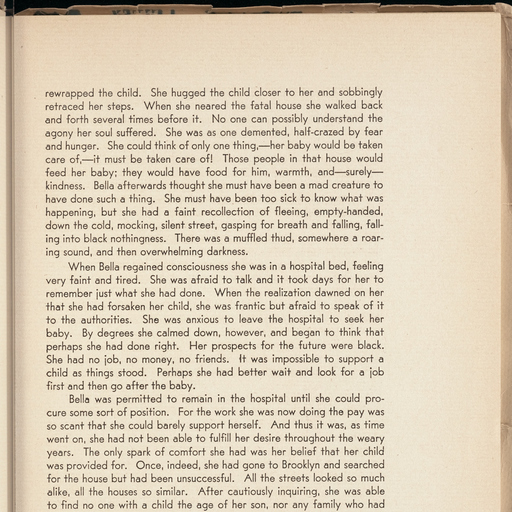 rewrapped the child. She hugged the child closer to her and sobbingly
retraced her steps. When she neared the fatal house she walked back
and forth several times before it. No one can possibly understand the
agony her soul suffered. She was as one demented, half-crazed by fear
and hunger. She could think of only one thing,—her baby would be taken
care of,—it must be taken care of! Those people in that house would
feed her baby; they would have food for him, warmth, and—surely—
kindness. Bella afterwards thought she must have been a mad creature to
have done such a thing. She must have been too sick to know what was
happening, but she had a faint recollection of fleeing, empty-handed,
down the cold, mocking, silent street, gasping for breath and falling, fall-
ing into black nothingness. There was a muffled thud, somewhere a roar-
ing sound, and then overwhelming darkness.
When Bella regained consciousness she was in a hospital bed, feeling
very faint and tired. She was afraid to talk and it took days for her to
remember just what she had done. When the realization dawned on her
that she had forsaken her child, she was frantic but afraid to speak of it
to the authorities. She was anxious to leave the hospital to seek her
baby. By degrees she calmed down, however, and began to think that
perhaps she had done right. Her prospects for the future were black.
She had no job, no money, no friends. It was impossible to support a
child as things stood. Perhaps she had better wait and look for a job
first and then go after the baby.
Bella was permitted to remain in the hospital until she could pro-
cure some sort of position. For the work she was now doing the pay was
so scant that she could barely support herself. And thus it was, as time
went on, she had not been able to fulfill her desire throughout the weary
years. The only spark of comfort she had was her belief that her child
was provided for. Once, indeed, she had gone to Brooklyn and searched
for the house but had been unsuccessful. All the streets looked so much
alike, all the houses so similar. After cautiously inquiring, she was able
to find no one with a child the age of her son, nor any family who had